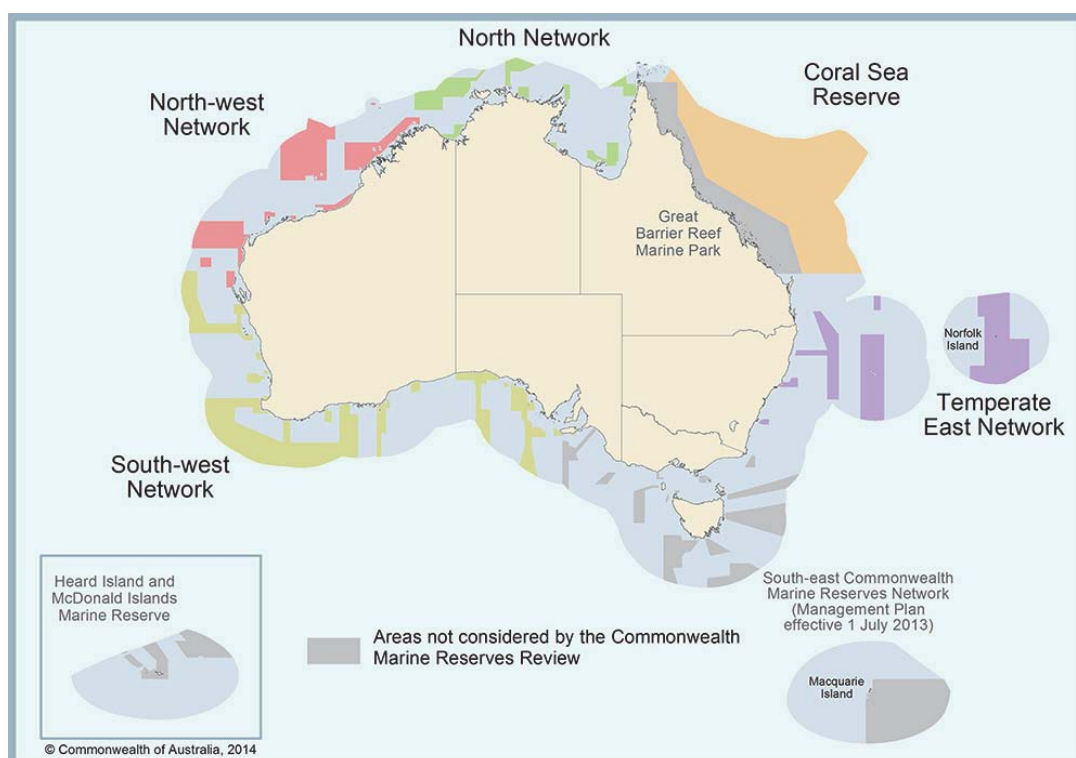 North Network
North-west
Network
Coral Sea
Reserve
Great
Barrier Reef
Marine Park
Norfolk
Island
Temperate
East Network
South-west
Network
Heard Island and
McDonald Islands
Marine Reserve
South-east Commonwealth
Marine Reserves Network
(Management Plan
effective 1 July 2013)
Areas not considered by the Commonwealth
Marine Reserves Review
Macquarie
Island
© Commonwealth of Australia, 2014